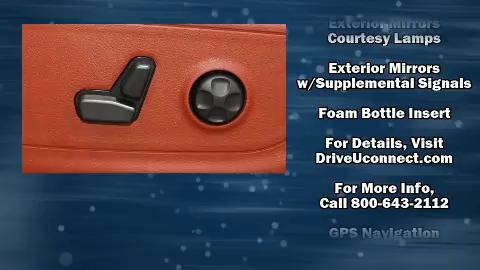 Exterior Mirrors
Courtesy Lamps
Exterior Mirrors
w/Supplemental Signals
Foam Bottle Insert
For Details, Visit
DriveUconnect.com
For More Info,
Call 800-643-2112
GPS Navigation